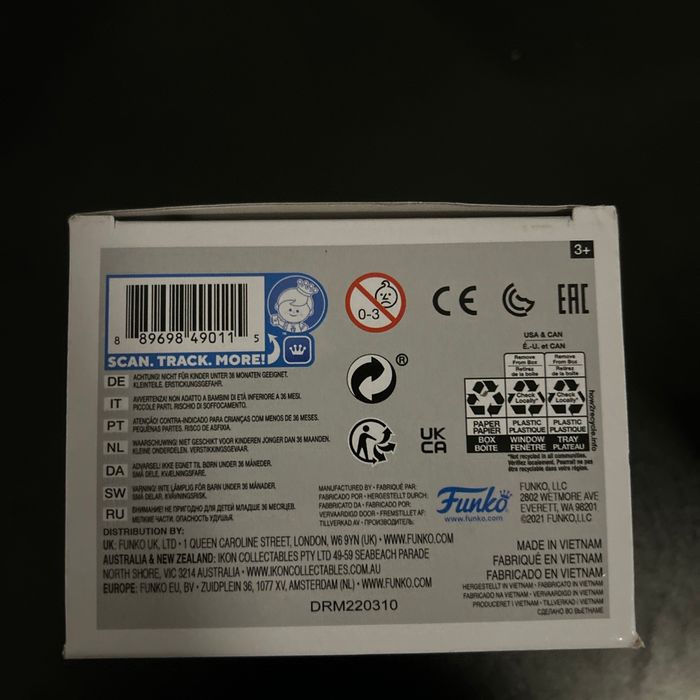 3+
8 89698 49011 5
SCAN. TRACK. MORE!
0-3
CE
EAC
®
UK
CA
USA & CAN
É.-U. et CAN
Remove From Box
Retirez de la boîte
Remove From Box
Retirez de la boîte
Check Locally*
Check Locally*
PAPER
PAPIER
PLASTIC
PLASTIQUE
PLASTIC
PLASTIQUE
BOX
BOÎTE
WINDOW
FENÊTRE
TRAY
PLATEAU
*Not recycled in all communities.
Vérifiez localement. Pourrait ne pas
être recyclable dans votre région.
how2recycle.info
DE ACHTUNG! NICHT FÜR KINDER UNTER 36 MONATEN GEEIGNET.
KLEINTEILE. ERSTICKUNGSGEFAHR.
IT AVVERTENZA! NON ADATTO A BAMBINI DI ETÀ INFERIORE A 36 MESI.
PICCOLE PARTI. RISCHIO DI SOFFOCAMENTO.
PT ATENÇÃO! CONTRA-INDICADO PARA CRIANÇAS COM MENOS DE 36 MESES.
PEQUENAS PARTES. RISCO DE ASFIXIA.
NL WAARSCHUWING! NIET GESCHIKT VOOR KINDEREN JONGER DAN 36 MAANDEN.
KLEINE ONDERDELEN. VERSTIKKINGSGEVAAR.
DA ADVARSEL! IKKE EGNET TIL BØRN UNDER 36 MÅNEDER.
SMÅ DELE. KVÆLNINGSFARE.
SW VARNING! INTE LÄMPLIG FÖR BARN UNDER 36 MÅNADER.
SMÅ DELAR. KVÄVNINGSRISK.
RU ВНИМАНИЕ! НЕ ПРИГОДНО ДЛЯ ДЕТЕЙ МЛАДШЕ 36 МЕСЯЦЕВ.
МЕЛКИЕ ЧАСТИ. ОПАСНОСТЬ УДУШЬЯ.
MANUFACTURED BY • FABRIQUÉ PAR:
FABRICADO POR • HERGESTELLT DURCH:
FABBRICATO DA • FABRICADO POR:
VERVAARDIGD DOOR • FREMSTILLET AF:
TILLVERKAD AV • ПРОИЗВОДИТЕЛЬ:
Funko®
www.funko.com
FUNKO, LLC
2802 WETMORE AVE
EVERETT, WA 98201
©2021 FUNKO,LLC
DISTRIBUTION BY:
UK: FUNKO UK, LTD • 1 QUEEN CAROLINE STREET, LONDON, W6 9YN (UK) • WWW.FUNKO.COM
AUSTRALIA & NEW ZEALAND: IKON COLLECTABLES PTY LTD 49-59 SEABEACH PARADE
NORTH SHORE, VIC 3214 AUSTRALIA • WWW.IKONCOLLECTABLES.COM
EUROPE: FUNKO EU, BV • ZUIDPLEIN 36, 1077 XV, AMSTERDAM (NL) • WWW.FUNKO.COM
MADE IN VIETNAM
FABRIQUÉ EN VIETNAM
FABRICADO EN VIETNAM
HERGESTELLT IN VIETNAM • FABBRICATO IN VIETNAM
FABRICADO NA VIETNAM • VERVAARDIGD IN VIETNAM
PRODUCERET I VIETNAM • TILLVERKAD I VIETNAM
СДЕЛАНО ВО ВЬЕТНАМЕ
DRM220310